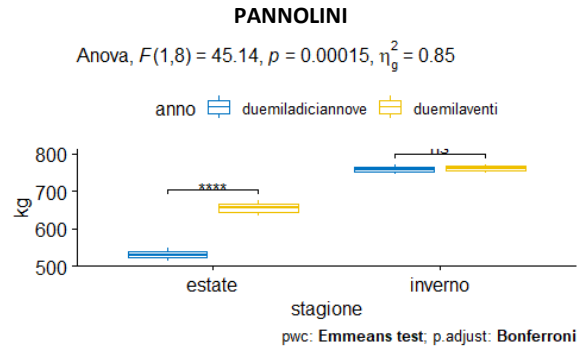 PANNOLINI
Anova, F(1,8) = 45.14, p = 0.00015, η²g = 0.85
anno duemiladiciannove duemilaventi
800
700
600
500
kg
****
ns
estate inverno
stagione
pwc: Emmeans test; p.adjust: Bonferroni